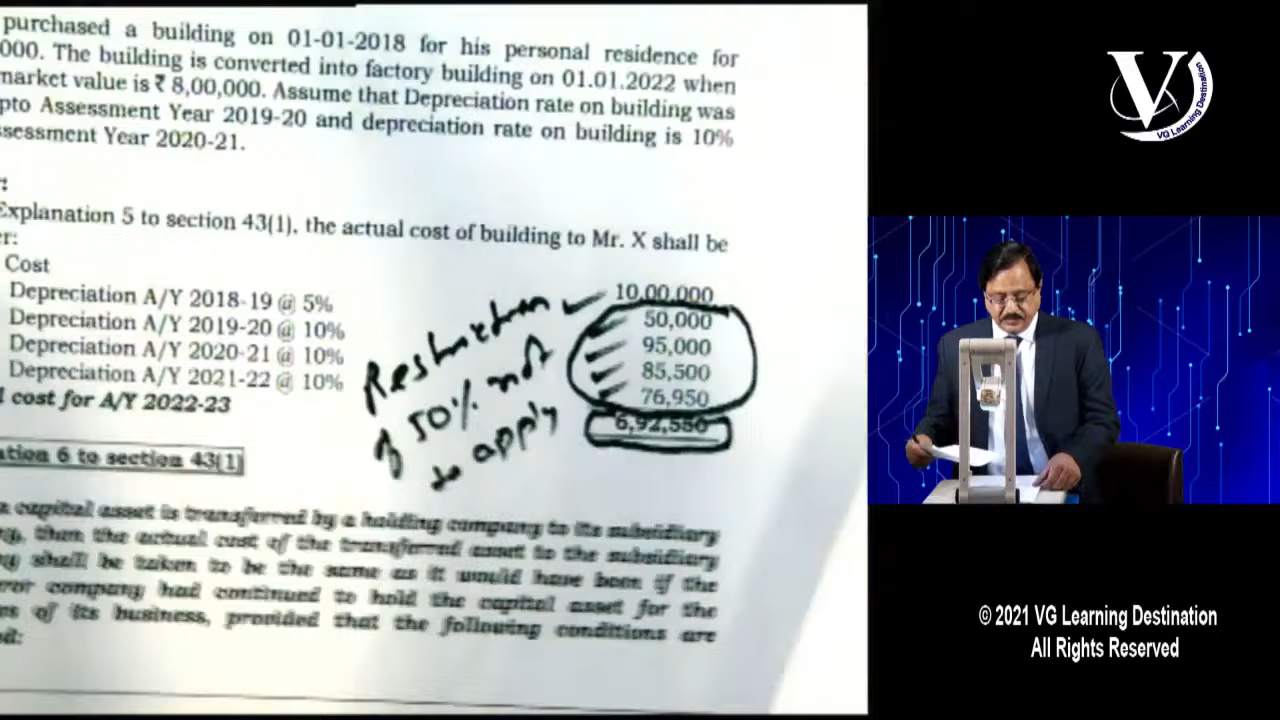 purchased a building on 01-01-2018 for his personal residence for
000. The building is converted into factory building on 01.01.2022 when
market value is ₹ 8,00,000. Assume that Depreciation rate on building was
pto Assessment Year 2019-20 and depreciation rate on building is 10%
ssessment Year 2020-21.
Explanation 5 to section 43(1), the actual cost of building to Mr. X shall be
er:
Cost 10,00,000
Depreciation A/Y 2018-19 @ 5% 50,000
Depreciation A/Y 2019-20 @ 10% 95,000
Depreciation A/Y 2020-21 @ 10% 85,500
Depreciation A/Y 2021-22 @ 10% 76,950
l cost for A/Y 2022-23 6,92,550
Restriction
of 50% not
to apply
ation 6 to section 43(1)
a capital asset is transferred by a holding company to its subsidiary
ny, then the actual cost of the transferred asset to the subsidiary
ny shall be taken to be the same as it would have been if the
ror company had continued to hold the capital asset for the
es of its business, provided that the following conditions are
ed:
V
VG Learning Destination
© 2021 VG Learning Destination
All Rights Reserved